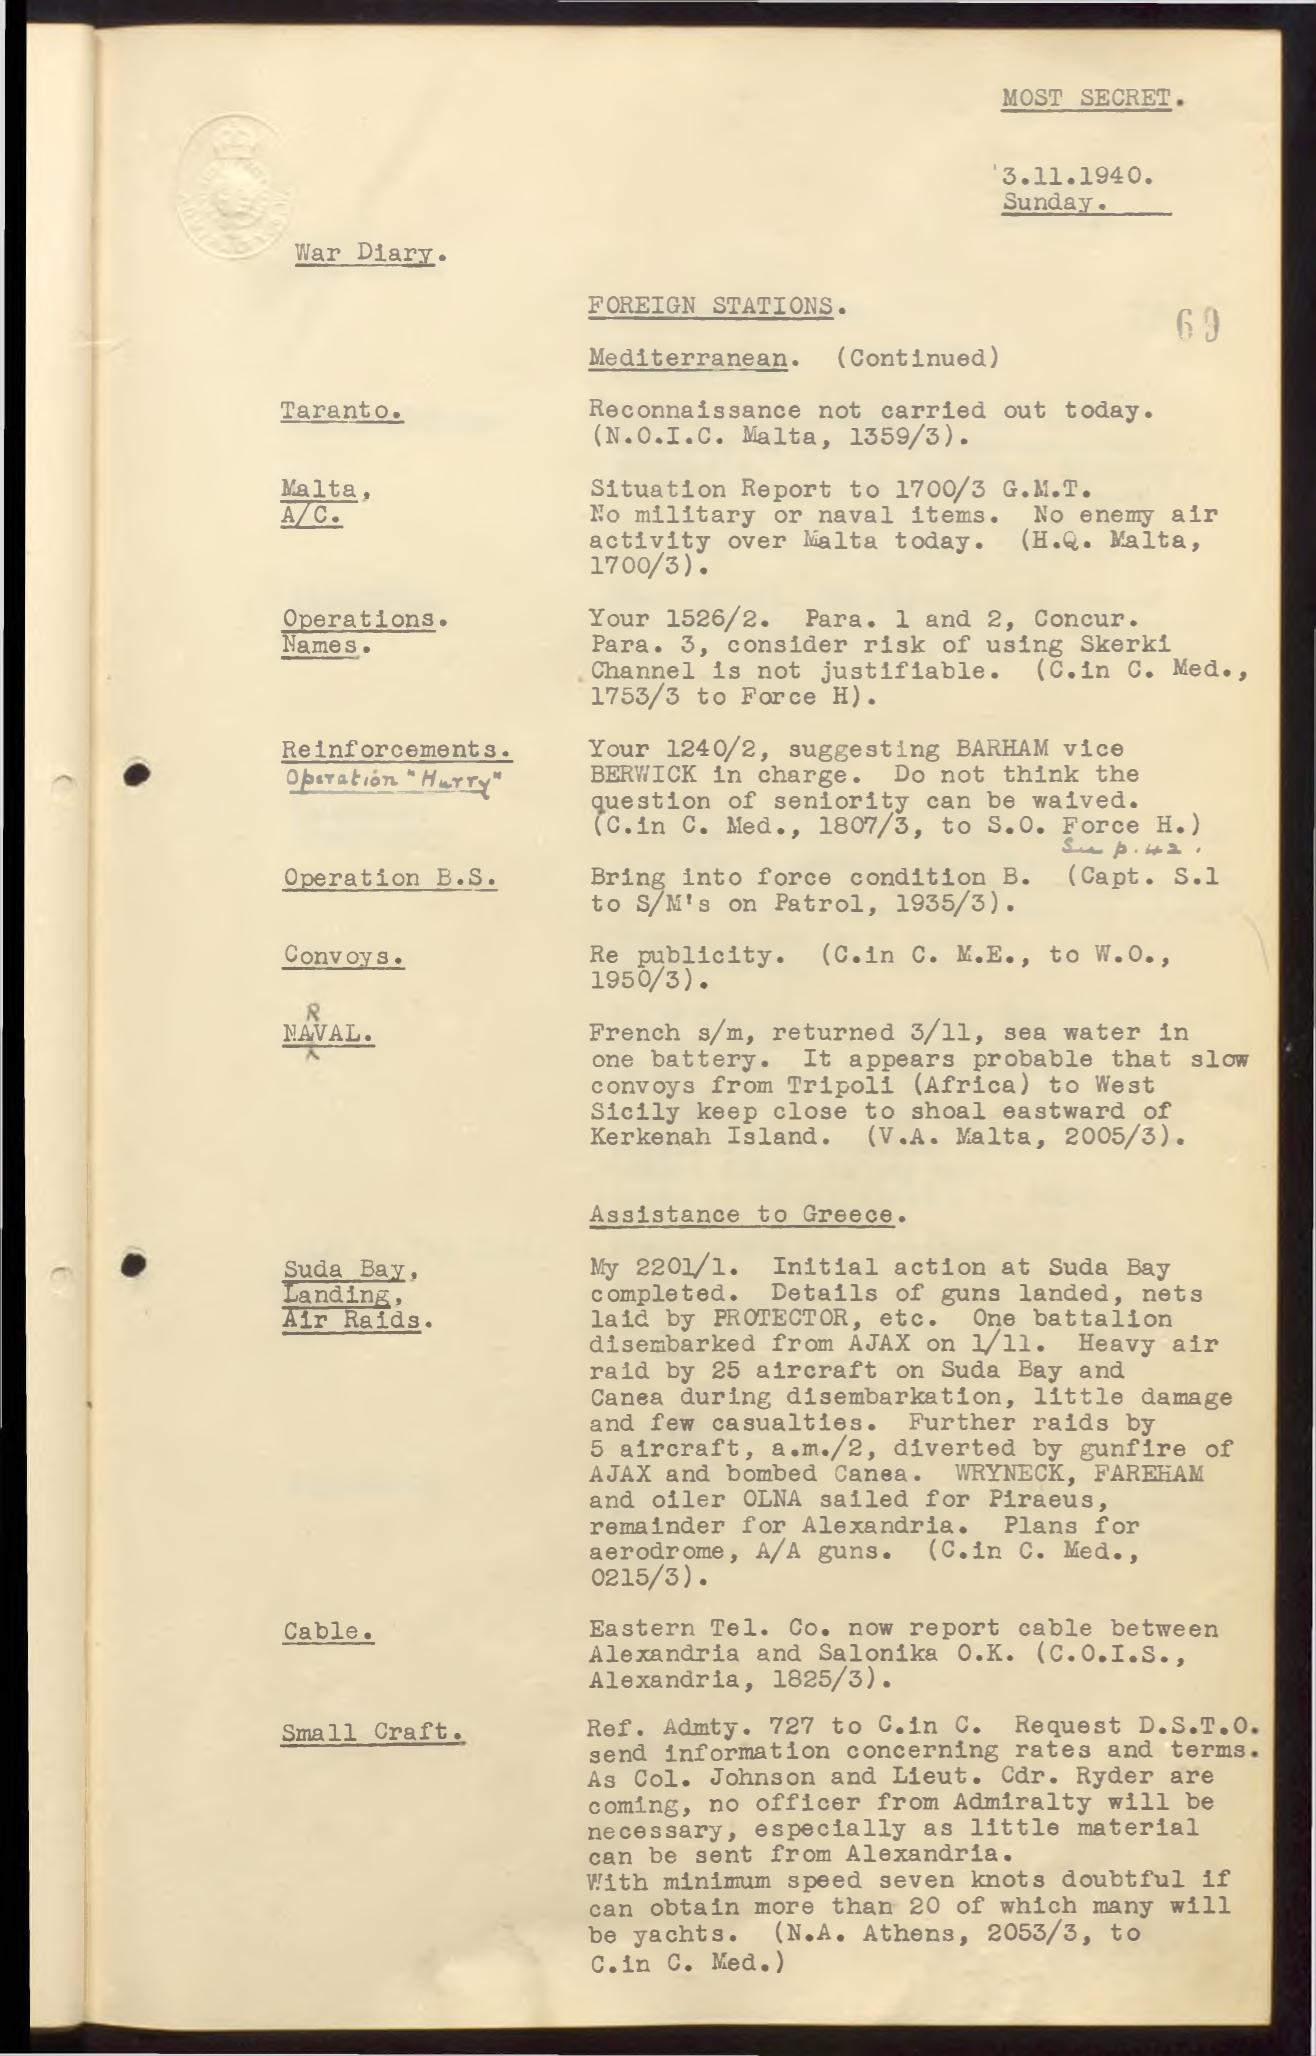 MOST SECRET.
3.11.1940.
Sunday.
War Diary.
FOREIGN STATIONS.
69
Mediterranean. (Continued)
Taranto.
Reconnaissance not carried out today.
(N.O.I.C. Malta, 1359/3).
Malta,
A/C.
Situation Report to 1700/3 G.M.T.
No military or naval items. No enemy air
activity over Malta today. (H.Q. Malta,
1700/3).
Operations.
Names.
Your 1526/2. Para. 1 and 2, Concur.
Para. 3, consider risk of using Skerki
Channel is not justifiable. (C.in C. Med.,
1753/3 to Force H).
Reinforcements.
Operation "Hurry"
Your 1240/2, suggesting BARHAM vice
BERWICK in charge. Do not think the
question of seniority can be waived.
(C.in C. Med., 1807/3, to S.O. Force H.)
See p. 42.
Operation B.S.
Bring into force condition B. (Capt. S.1
to S/M's on Patrol, 1935/3).
Convoys.
Re publicity. (C.in C. M.E., to W.O.,
1950/3).
R
NAVAL.
French s/m, returned 3/11, sea water in
one battery. It appears probable that slow
convoys from Tripoli (Africa) to West
Sicily keep close to shoal eastward of
Kerkenah Island. (V.A. Malta, 2005/3).
Assistance to Greece.
Suda Bay,
Landing,
Air Raids.
My 2201/1. Initial action at Suda Bay
completed. Details of guns landed, nets
laid by PROTECTOR, etc. One battalion
disembarked from AJAX on 1/11. Heavy air
raid by 25 aircraft on Suda Bay and
Canea during disembarkation, little damage
and few casualties. Further raids by
5 aircraft, a.m./2, diverted by gunfire of
AJAX and bombed Canea. WRYNECK, FAREHAM
and oiler OLNA sailed for Piraeus,
remainder for Alexandria. Plans for
aerodrome, A/A guns. (C.in C. Med.,
0215/3).
Cable.
Eastern Tel. Co. now report cable between
Alexandria and Salonika O.K. (C.O.I.S.,
Alexandria, 1825/3).
Small Craft.
Ref. Admty. 727 to C.in C. Request D.S.T.O.
send information concerning rates and terms.
As Col. Johnson and Lieut. Cdr. Ryder are
coming, no officer from Admiralty will be
necessary, especially as little material
can be sent from Alexandria.
With minimum speed seven knots doubtful if
can obtain more than 20 of which many will
be yachts. (N.A. Athens, 2053/3, to
C.in C. Med.)